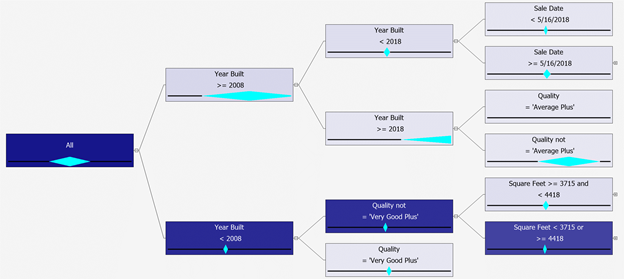 All
Year Built
>= 2008
Year Built
< 2008
Year Built
< 2018
Year Built
>= 2018
Quality not
= 'Very Good Plus'
Quality
= 'Very Good Plus'
Sale Date
< 5/16/2018
Sale Date
>= 5/16/2018
Quality
= 'Average Plus'
Quality not
= 'Average Plus'
Square Feet >= 3715 and
< 4418
Square Feet < 3715 or
>= 4418